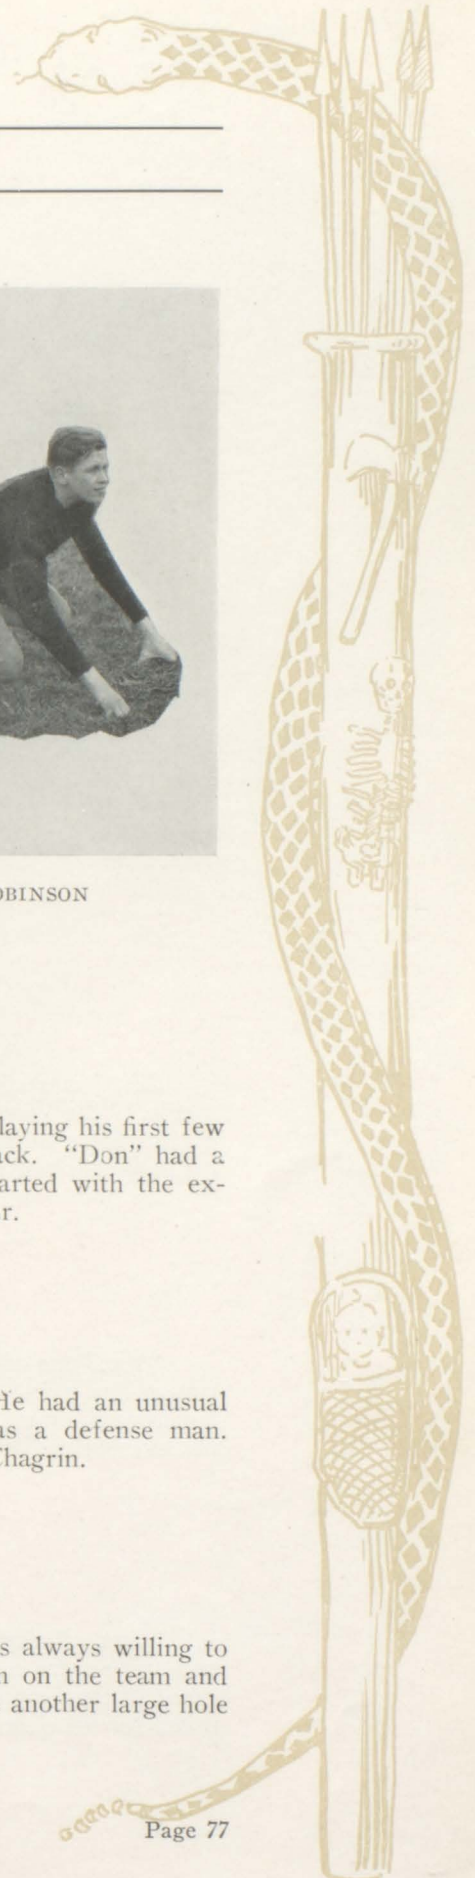 OBINSON
laying his first few
ack. “Don” had a
arted with the ex-
r.
He had an unusual
as a defense man.
Chagrin.
s always willing to
n on the team and
another large hole
Page 77